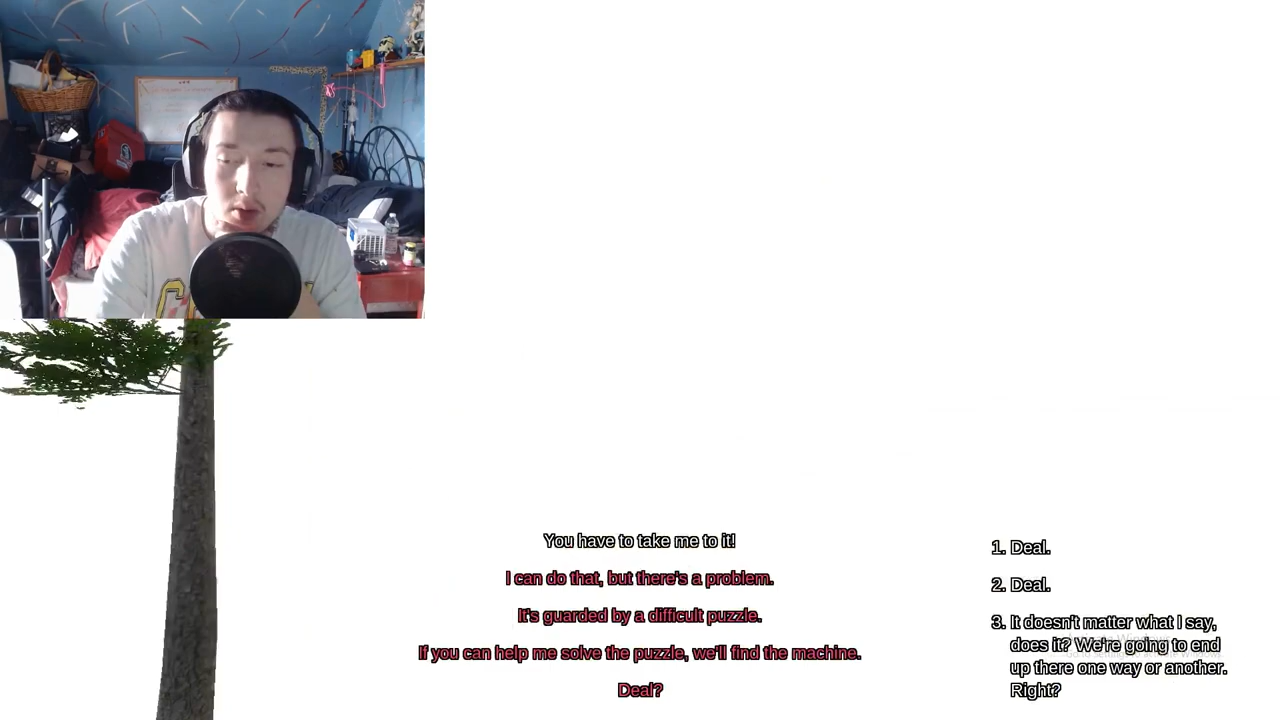 You have to take me to it!
I can do that, but there's a problem.
It's guarded by a difficult puzzle.
If you can help me solve the puzzle, we'll find the machine.
Deal?
1. Deal.
2. Deal.
3. It doesn't matter what I say,
does it? We're going to end
up there one way or another.
Right?